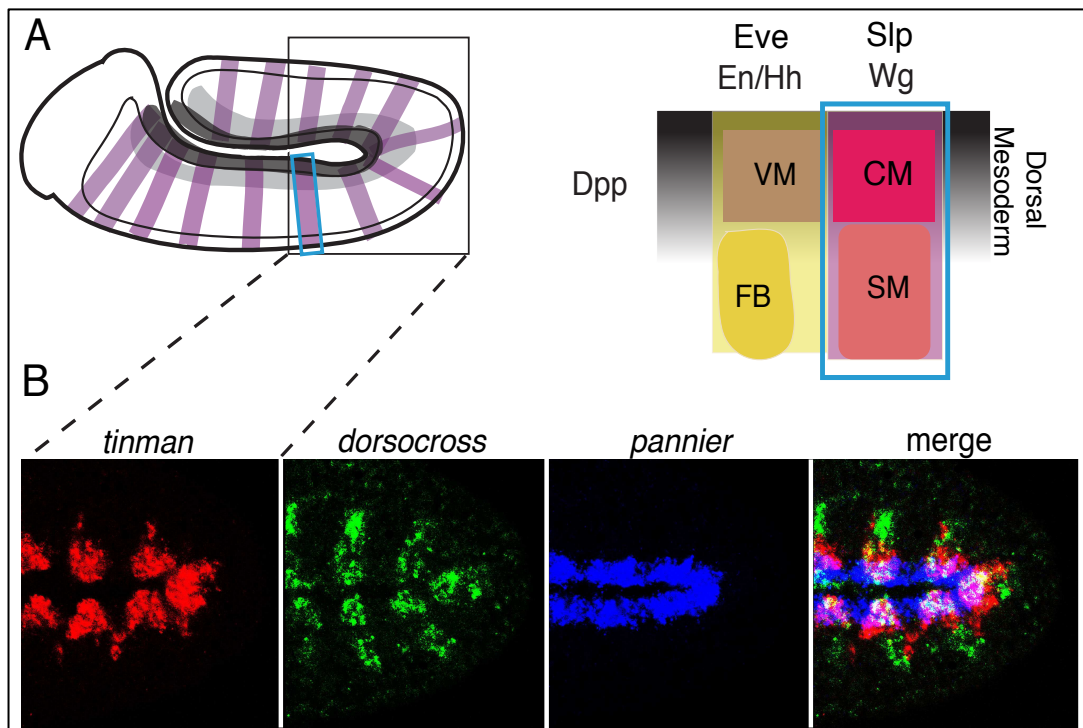 A
Eve
Slp
En/Hh
Wg
Dpp
VM
CM
Dorsal
Mesoderm
FB
SM
B
tinman
dorsocross
pannier
merge